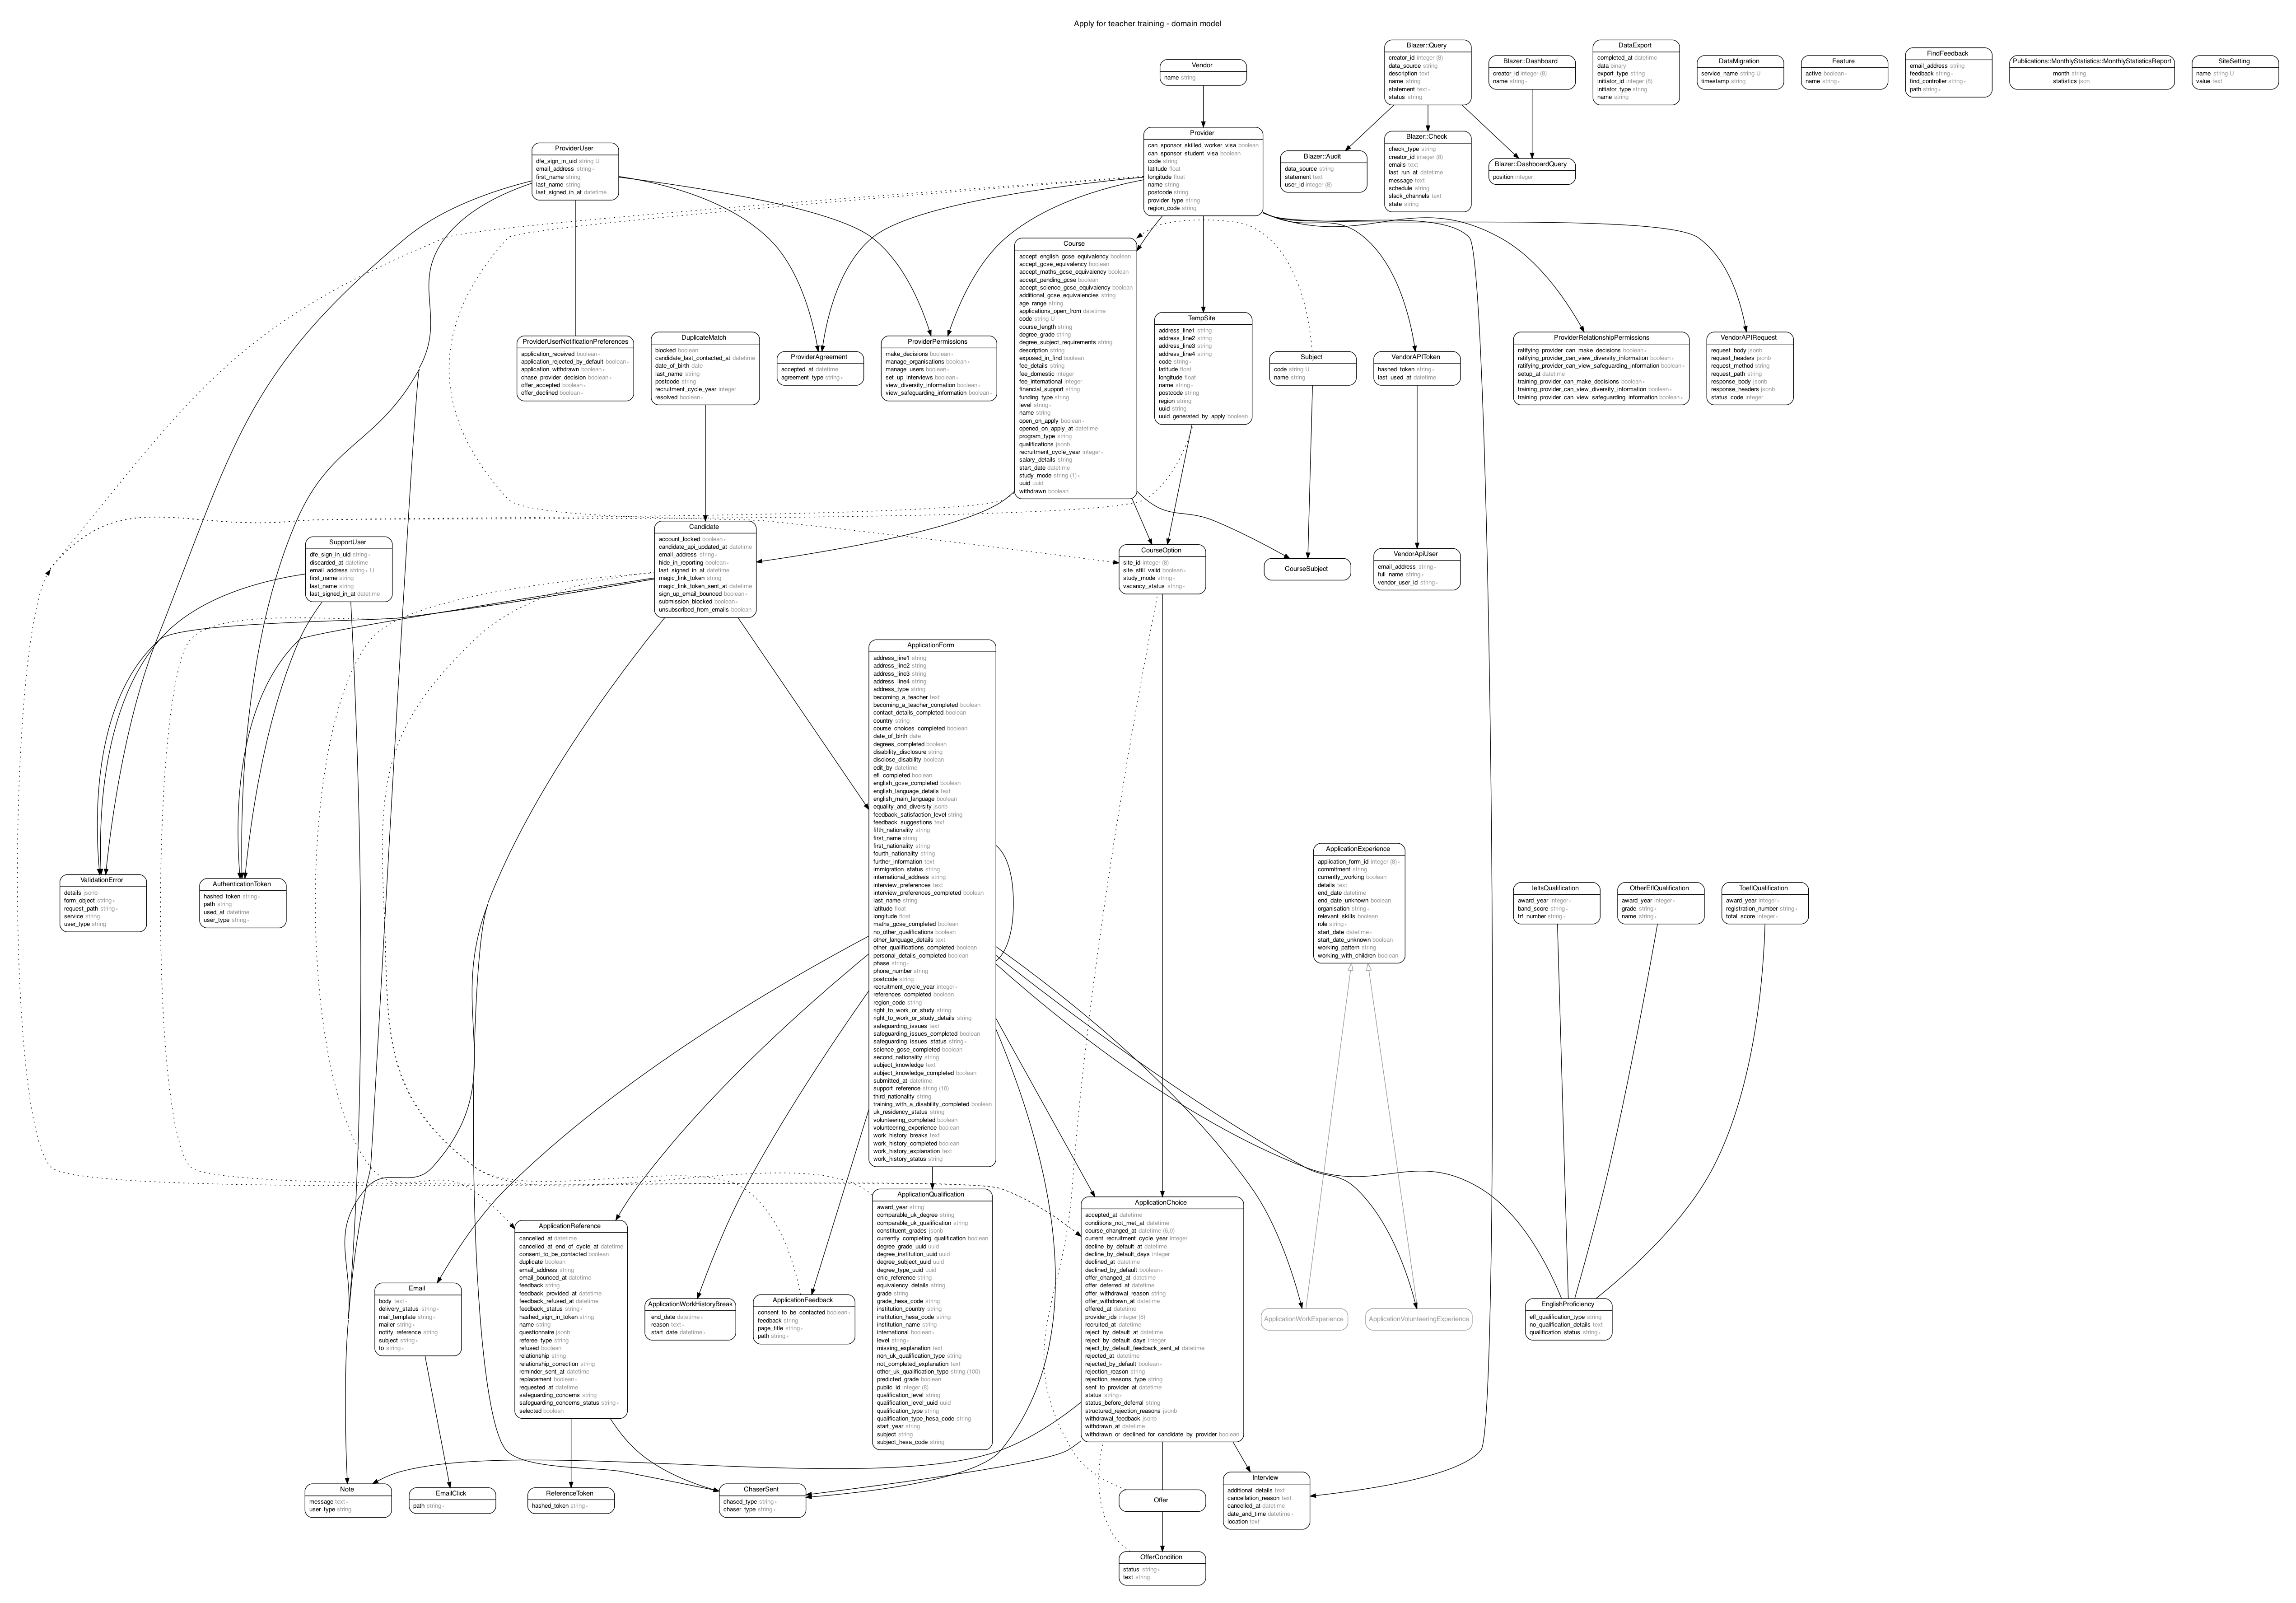 Apply for teacher training - domain model
Vendor
name string
Blazer::Query
creator_id integer (8)
data_source string
description text
name string
statement text ∗
status string
Blazer::Dashboard
creator_id integer (8)
name string ∗
DataExport
completed_at datetime
data binary
export_type string
initiator_id integer (8)
initiator_type string
name string
DataMigration
service_name string U
timestamp string
Feature
active boolean ∗
name string ∗
FindFeedback
email_address string
feedback string ∗
find_controller string ∗
path string ∗
Publications::MonthlyStatistics::MonthlyStatisticsReport
month string
statistics json
SiteSetting
name string U
value text
ProviderUser
dfe_sign_in_uid string U
email_address string ∗
first_name string
last_name string
last_signed_in_at datetime
Provider
can_sponsor_skilled_worker_visa boolean
can_sponsor_student_visa boolean
code string
latitude float
longitude float
name string
postcode string
provider_type string
region_code string
Blazer::Audit
data_source string
statement text
user_id integer (8)
Blazer::Check
check_type string
creator_id integer (8)
emails text
last_run_at datetime
message text
schedule string
slack_channels text
state string
Blazer::DashboardQuery
position integer
Course
accept_english_gcse_equivalency boolean
accept_gcse_equivalency boolean
accept_maths_gcse_equivalency boolean
accept_pending_gcse boolean
accept_science_gcse_equivalency boolean
additional_gcse_equivalencies string
age_range string
applications_open_from datetime
code string U
course_length string
degree_grade string
degree_subject_requirements string
description string
exposed_in_find boolean
fee_details string
fee_domestic integer
fee_international integer
financial_support string
funding_type string
level string ∗
name string
open_on_apply boolean ∗
opened_on_apply_at datetime
program_type string
qualifications jsonb
recruitment_cycle_year integer ∗
salary_details string
start_date datetime
study_mode string (1) ∗
uuid uuid
withdrawn boolean
ProviderUserNotificationPreferences
application_received boolean ∗
application_rejected_by_default boolean ∗
application_withdrawn boolean ∗
chase_provider_decision boolean ∗
offer_accepted boolean ∗
offer_declined boolean ∗
DuplicateMatch
blocked boolean
candidate_last_contacted_at datetime
date_of_birth date
last_name string
postcode string
recruitment_cycle_year integer
resolved boolean ∗
ProviderAgreement
accepted_at datetime
agreement_type string ∗
ProviderPermissions
make_decisions boolean ∗
manage_organisations boolean ∗
manage_users boolean ∗
set_up_interviews boolean ∗
view_diversity_information boolean ∗
view_safeguarding_information boolean ∗
TempSite
address_line1 string
address_line2 string
address_line3 string
address_line4 string
code string ∗
latitude float
longitude float
name string ∗
postcode string
region string
uuid string
uuid_generated_by_apply boolean
Subject
code string U
name string
VendorAPIToken
hashed_token string ∗
last_used_at datetime
ProviderRelationshipPermissions
ratifying_provider_can_make_decisions boolean ∗
ratifying_provider_can_view_diversity_information boolean ∗
ratifying_provider_can_view_safeguarding_information boolean ∗
setup_at datetime
training_provider_can_make_decisions boolean ∗
training_provider_can_view_diversity_information boolean ∗
training_provider_can_view_safeguarding_information boolean ∗
VendorAPIRequest
request_body jsonb
request_headers jsonb
request_method string
request_path string
response_body jsonb
response_headers jsonb
status_code integer
SupportUser
dfe_sign_in_uid string ∗
discarded_at datetime
email_address string ∗ U
first_name string
last_name string
last_signed_in_at datetime
Candidate
account_locked boolean ∗
candidate_api_updated_at datetime
email_address string ∗
hide_in_reporting boolean ∗
last_signed_in_at datetime
magic_link_token string
magic_link_token_sent_at datetime
sign_up_email_bounced boolean ∗
submission_blocked boolean ∗
unsubscribed_from_emails boolean
CourseOption
site_id integer (8)
site_still_valid boolean ∗
study_mode string ∗
vacancy_status string ∗
CourseSubject
VendorApiUser
email_address string ∗
full_name string ∗
vendor_user_id string ∗
ApplicationForm
address_line1 string
address_line2 string
address_line3 string
address_line4 string
address_type string
becoming_a_teacher text
becoming_a_teacher_completed boolean
contact_details_completed boolean
country string
course_choices_completed boolean
date_of_birth date
degrees_completed boolean
disability_disclosure string
disclose_disability boolean
edit_by datetime
efl_completed boolean
english_gcse_completed boolean
english_language_details text
english_main_language boolean
equality_and_diversity jsonb
feedback_satisfaction_level string
feedback_suggestions text
fifth_nationality string
first_name string
first_nationality string
fourth_nationality string
further_information text
immigration_status string
international_address string
interview_preferences text
interview_preferences_completed boolean
last_name string
latitude float
longitude float
maths_gcse_completed boolean
no_other_qualifications boolean
other_language_details text
other_qualifications_completed boolean
personal_details_completed boolean
phase string ∗
phone_number string
postcode string
recruitment_cycle_year integer ∗
references_completed boolean
region_code string
right_to_work_or_study string
right_to_work_or_study_details string
safeguarding_issues text
safeguarding_issues_completed boolean
safeguarding_issues_status string ∗
science_gcse_completed boolean
second_nationality string
subject_knowledge text
subject_knowledge_completed boolean
submitted_at datetime
support_reference string (10)
third_nationality string
training_with_a_disability_completed boolean
uk_residency_status string
volunteering_completed boolean
volunteering_experience boolean
work_history_breaks text
work_history_completed boolean
work_history_explanation text
work_history_status string
ValidationError
details jsonb
form_object string ∗
request_path string ∗
service string
user_type string
AuthenticationToken
hashed_token string ∗
path string
used_at datetime
user_type string ∗
ApplicationExperience
application_form_id integer (8) ∗
commitment string
currently_working boolean
details text
end_date datetime
end_date_unknown boolean
organisation string ∗
relevant_skills boolean
role string ∗
start_date datetime ∗
start_date_unknown boolean
working_pattern string
working_with_children boolean
IeltsQualification
award_year integer ∗
band_score string ∗
trf_number string ∗
OtherEflQualification
award_year integer ∗
grade string ∗
name string ∗
ToeflQualification
award_year integer ∗
registration_number string ∗
total_score integer ∗
ApplicationReference
cancelled_at datetime
cancelled_at_end_of_cycle_at datetime
consent_to_be_contacted boolean
duplicate boolean
email_address string
email_bounced_at datetime
feedback string
feedback_provided_at datetime
feedback_refused_at datetime
feedback_status string ∗
hashed_sign_in_token string
name string
questionnaire jsonb
referee_type string
refused boolean
relationship string
relationship_correction string
reminder_sent_at datetime
replacement boolean ∗
requested_at datetime
safeguarding_concerns string
safeguarding_concerns_status string ∗
selected boolean
ApplicationQualification
award_year string
comparable_uk_degree string
comparable_uk_qualification string
constituent_grades jsonb
currently_completing_qualification boolean
degree_grade_uuid uuid
degree_institution_uuid uuid
degree_subject_uuid uuid
degree_type_uuid uuid
enic_reference string
equivalency_details string
grade string
grade_hesa_code string
institution_country string
institution_hesa_code string
institution_name string
international boolean ∗
level string ∗
missing_explanation text
non_uk_qualification_type string
not_completed_explanation text
other_uk_qualification_type string (100)
predicted_grade boolean
public_id integer (8)
qualification_level string
qualification_level_uuid uuid
qualification_type string
qualification_type_hesa_code string
start_year string
subject string
subject_hesa_code string
ApplicationChoice
accepted_at datetime
conditions_not_met_at datetime
course_changed_at datetime (6,0)
current_recruitment_cycle_year integer
decline_by_default_at datetime
decline_by_default_days integer
declined_at datetime
declined_by_default boolean ∗
offer_changed_at datetime
offer_deferred_at datetime
offer_withdrawal_reason string
offer_withdrawn_at datetime
offered_at datetime
provider_ids integer (8)
recruited_at datetime
reject_by_default_at datetime
reject_by_default_days integer
reject_by_default_feedback_sent_at datetime
rejected_at datetime
rejected_by_default boolean ∗
rejection_reason string
rejection_reasons_type string
sent_to_provider_at datetime
status string ∗
status_before_deferral string
structured_rejection_reasons jsonb
withdrawal_feedback jsonb
withdrawn_at datetime
withdrawn_or_declined_for_candidate_by_provider boolean
Email
body text ∗
delivery_status string ∗
mail_template string ∗
mailer string ∗
notify_reference string
subject string ∗
to string ∗
ApplicationWorkHistoryBreak
end_date datetime ∗
reason text ∗
start_date datetime ∗
ApplicationFeedback
consent_to_be_contacted boolean ∗
feedback string
page_title string ∗
path string ∗
ApplicationWorkExperience
ApplicationVolunteeringExperience
EnglishProficiency
efl_qualification_type string
no_qualification_details text
qualification_status string ∗
Note
message text ∗
user_type string
EmailClick
path string ∗
ReferenceToken
hashed_token string ∗
ChaserSent
chased_type string ∗
chaser_type string ∗
Offer
Interview
additional_details text
cancellation_reason text
cancelled_at datetime
date_and_time datetime ∗
location text
OfferCondition
status string ∗
text string